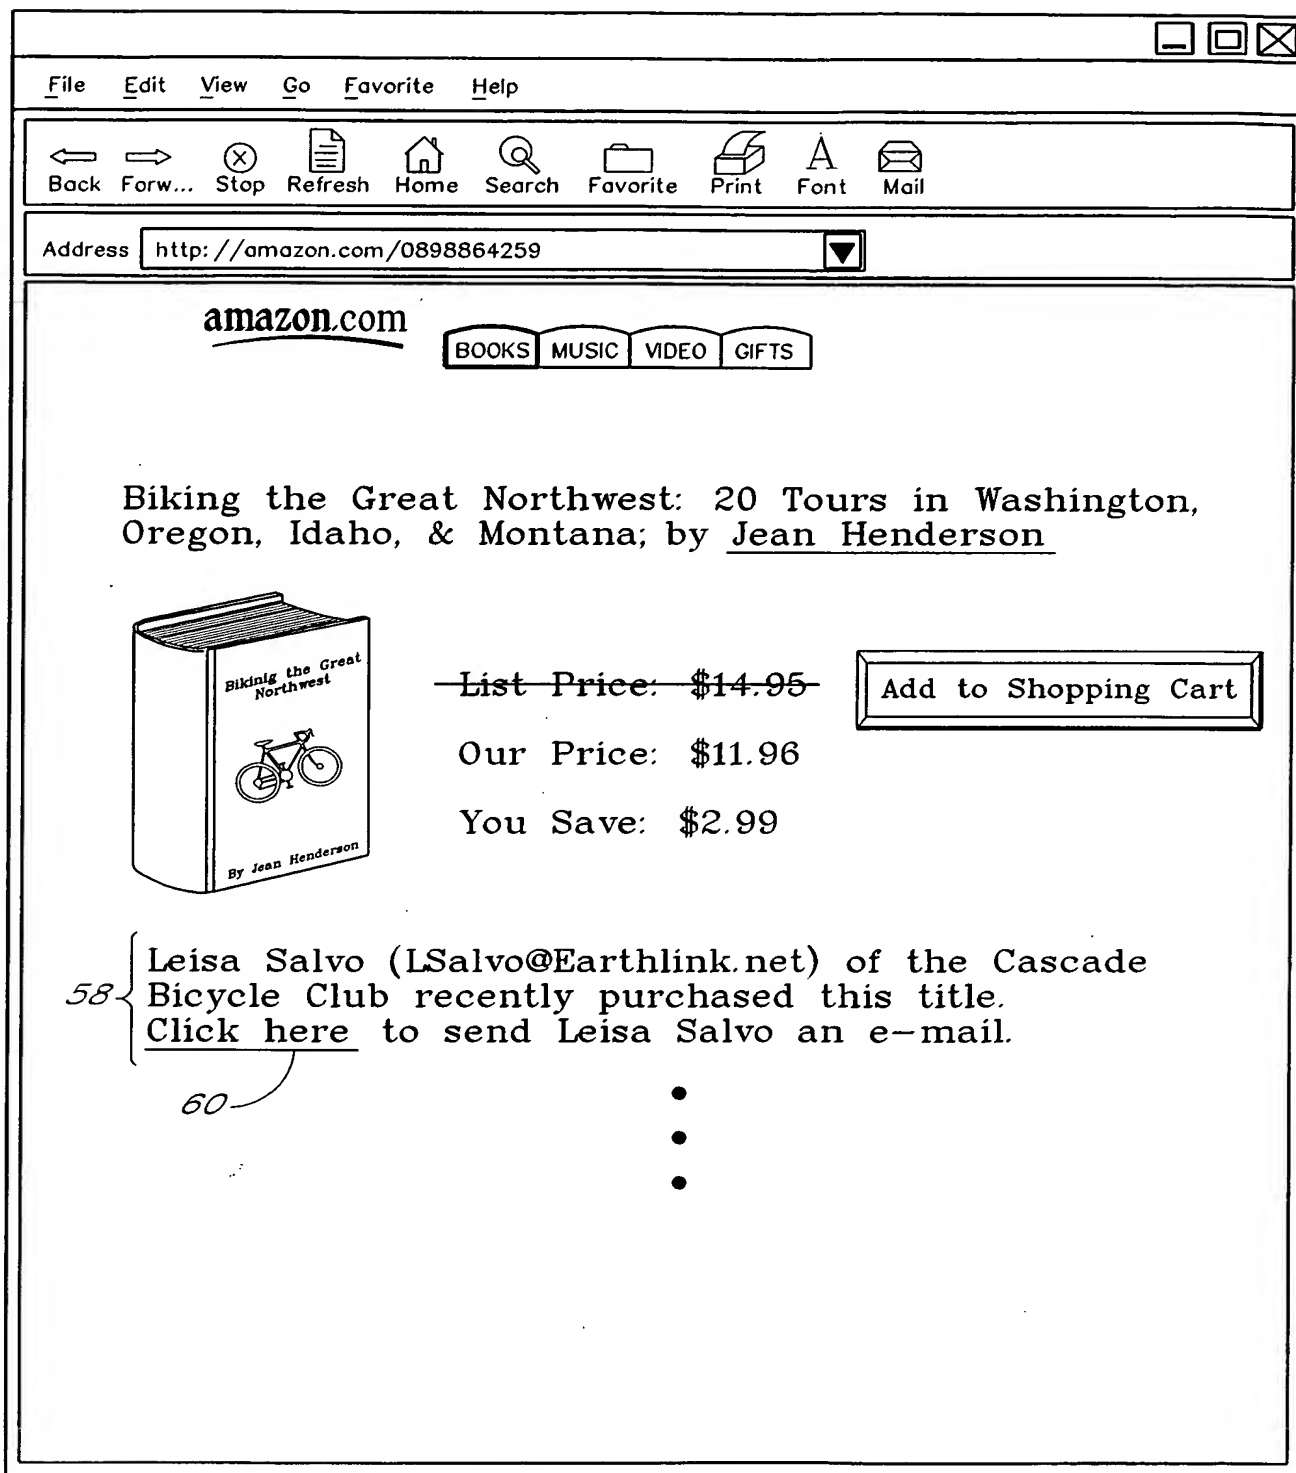 File Edit View Go Favorite Help
Back Forw... Stop Refresh Home Search Favorite Print Font Mail
Address http://amazon.com/0898864259
amazon.com
BOOKS MUSIC VIDEO GIFTS
Biking the Great Northwest: 20 Tours in Washington,
Oregon, Idaho, & Montana; by Jean Henderson
Bikinig the Great
Northwest
By Jean Henderson
List Price: $14.95
Add to Shopping Cart
Our Price: $11.96
You Save: $2.99
58
Leisa Salvo (LSalvo@Earthlink.net) of the Cascade
Bicycle Club recently purchased this title.
Click here to send Leisa Salvo an e-mail.
60